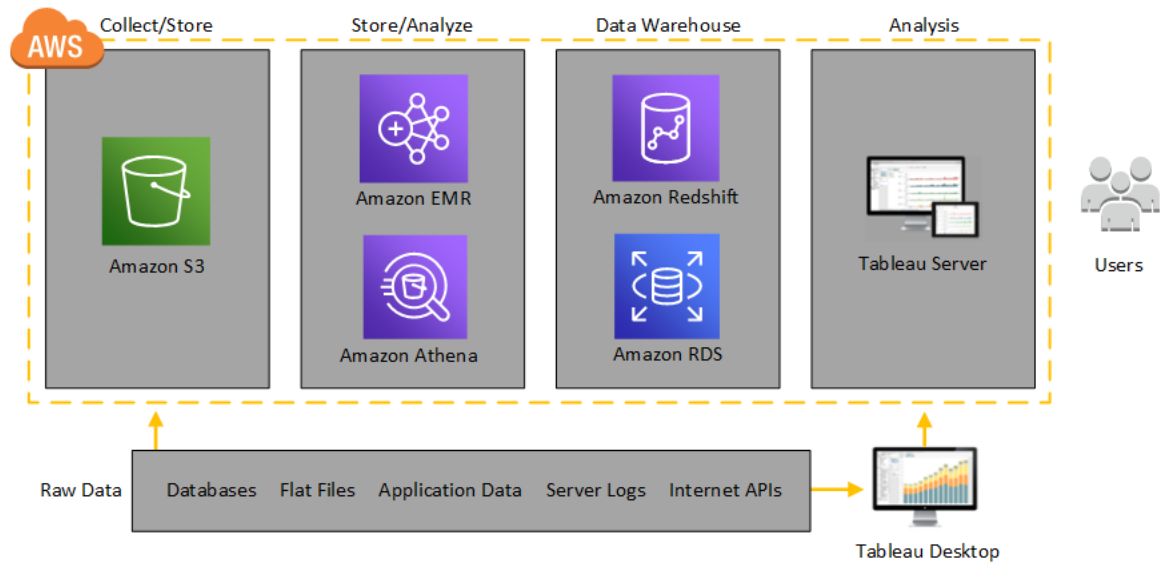 AWS
Collect/Store
Store/Analyze
Data Warehouse
Analysis
Amazon S3
Amazon EMR
Amazon Athena
Amazon Redshift
Amazon RDS
Tableau Server
Users
Raw Data
Databases
Flat Files
Application Data
Server Logs
Internet APIs
Tableau Desktop